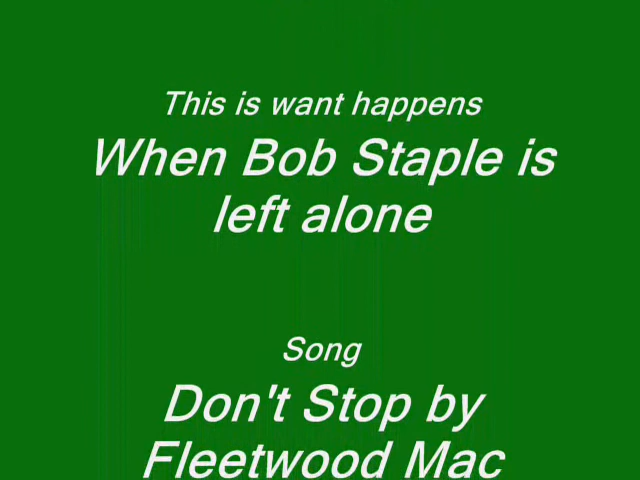 This is want happens
When Bob Staple is
left alone
Song
Don't Stop by
Fleetwood Mac